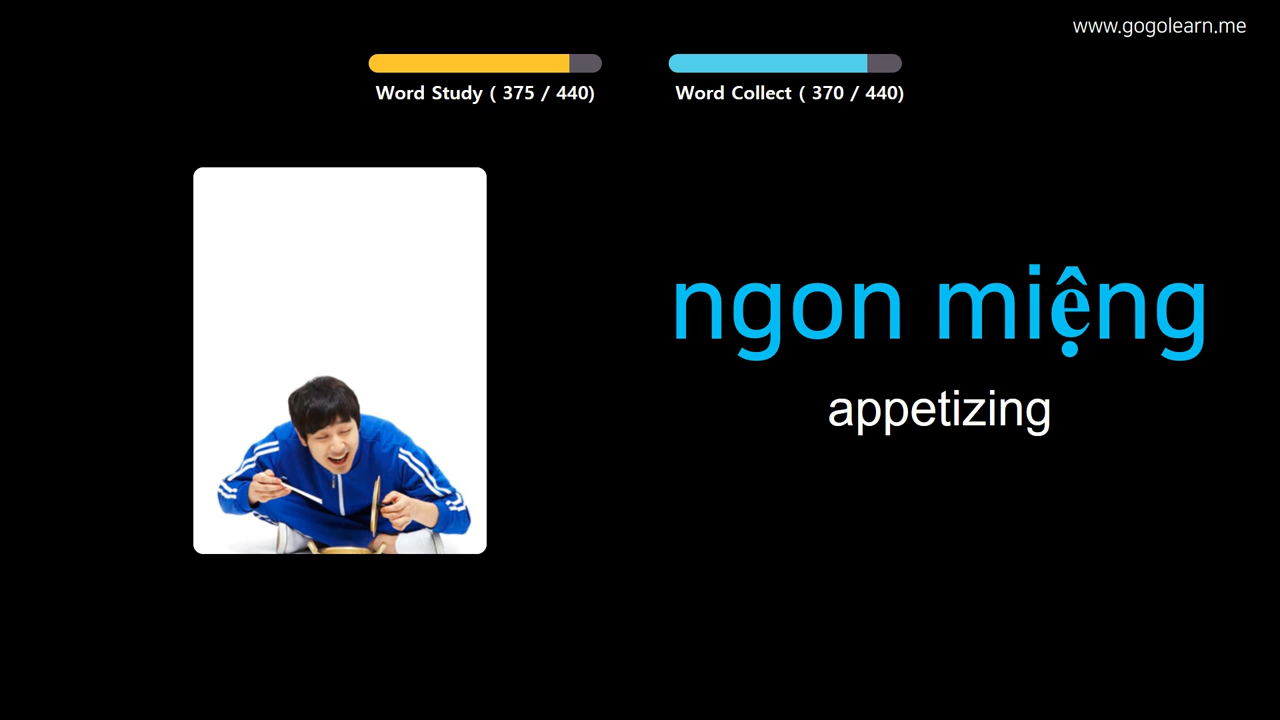 www.gogolearn.me
Word Study ( 375 / 440)
Word Collect ( 370 / 440)
ngon miệng
appetizing